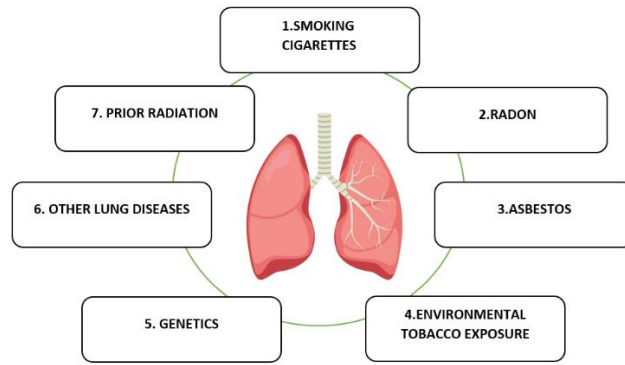 1.SMOKING
CIGARETTES
2.RADON
3.ASBESTOS
4.ENVIRONMENTAL
TOBACCO EXPOSURE
5. GENETICS
6. OTHER LUNG DISEASES
7. PRIOR RADIATION